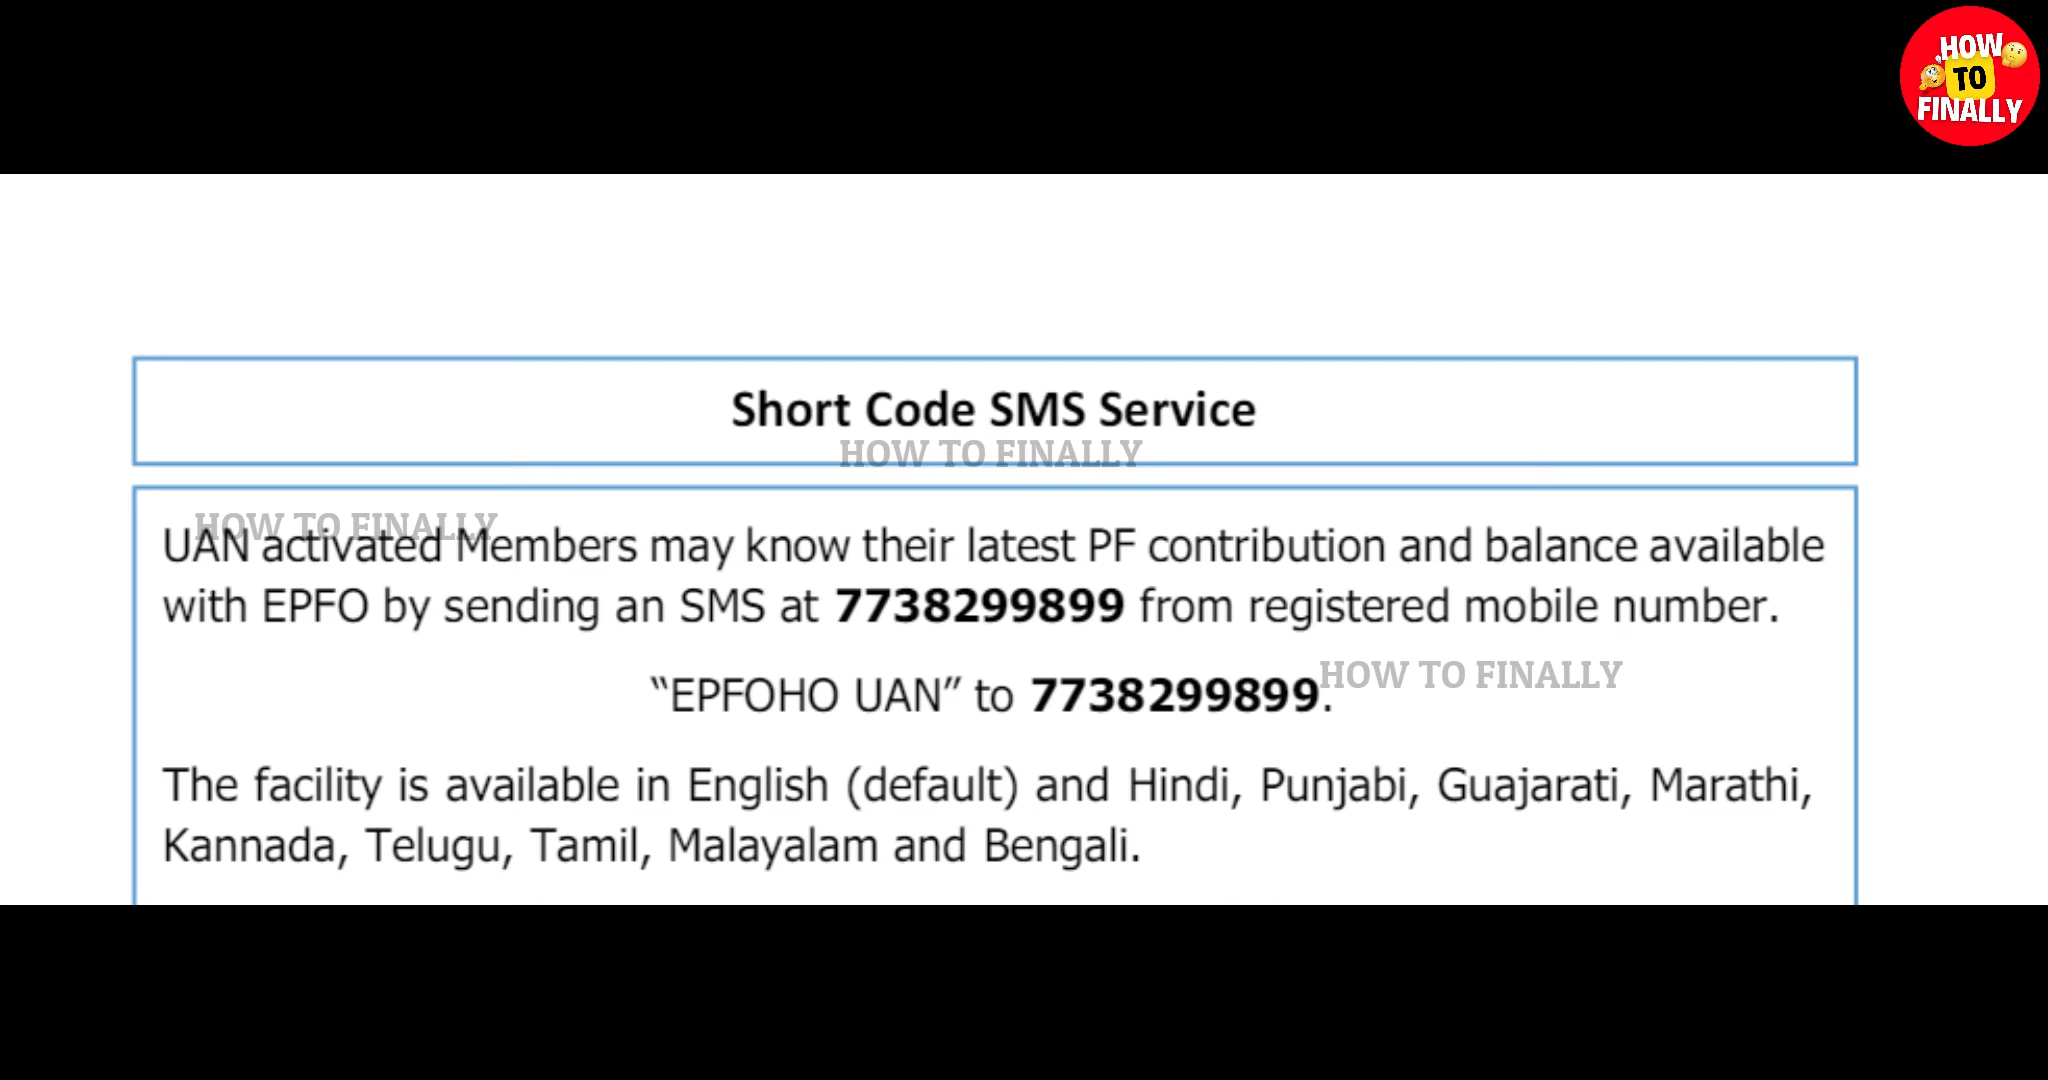 HOW
TO
FINALLY
Short Code SMS Service
HOW TO FINALLY
HOW TO FINALLY
UAN activated Members may know their latest PF contribution and balance available
with EPFO by sending an SMS at 7738299899 from registered mobile number.
HOW TO FINALLY
“EPFOHO UAN” to 7738299899.
The facility is available in English (default) and Hindi, Punjabi, Guajarati, Marathi,
Kannada, Telugu, Tamil, Malayalam and Bengali.